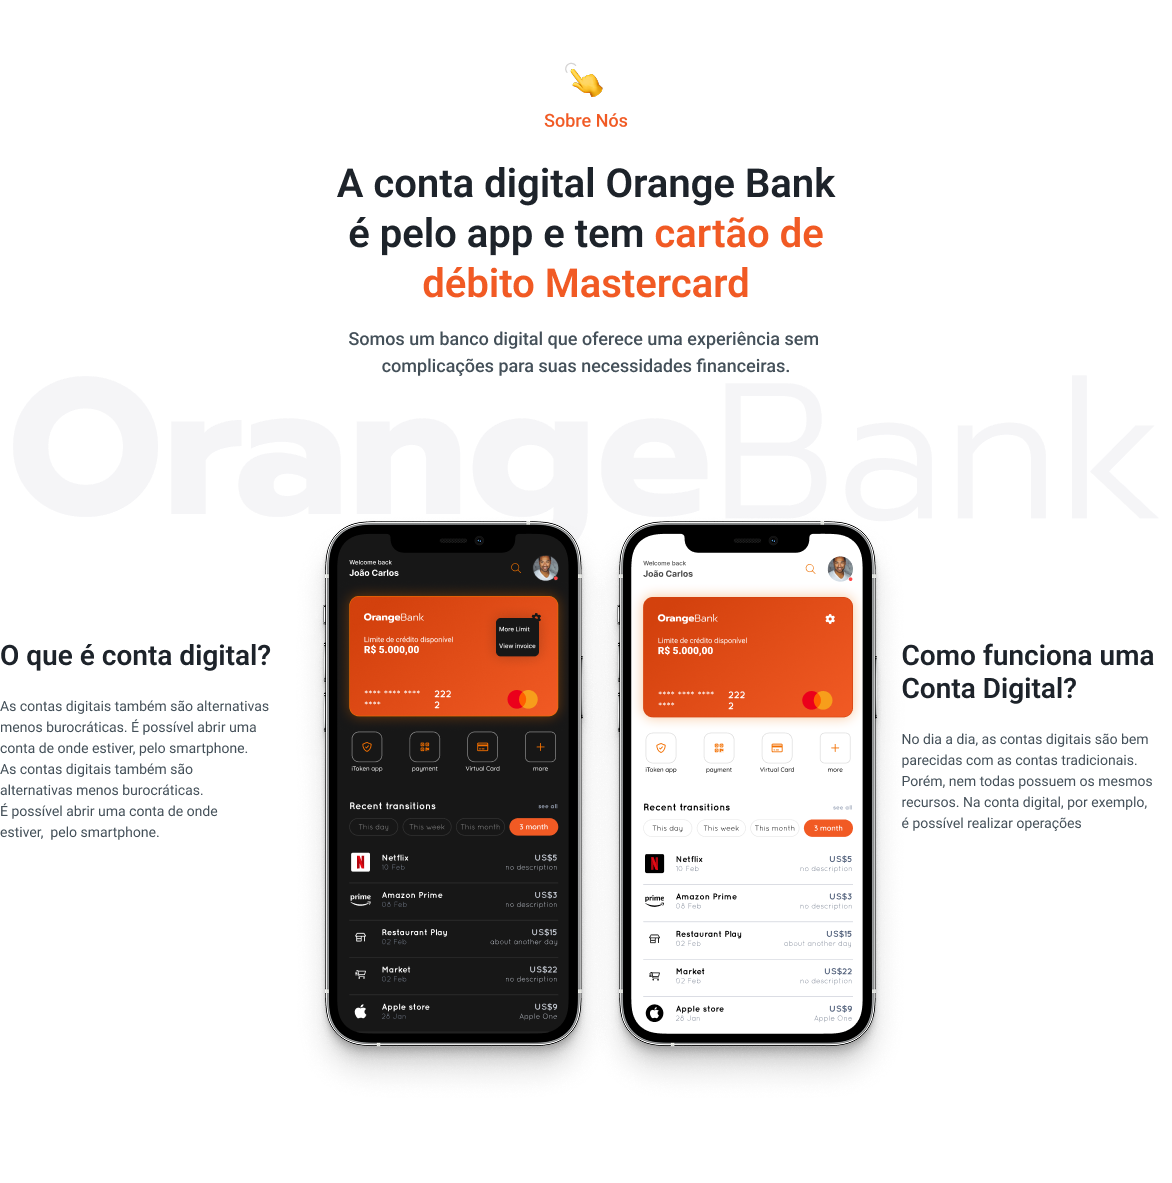 Sobre Nós
A conta digital Orange Bank
é pelo app e tem cartão de
débito Mastercard
Somos um banco digital que oferece uma experiência sem
complicações para suas necessidades financeiras.
OrangeBank
O que é conta digital?
As contas digitais também são alternativas
menos burocráticas. É possível abrir uma
conta de onde estiver, pelo smartphone.
As contas digitais também são
alternativas menos burocráticas.
É possível abrir uma conta de onde
estiver, pelo smartphone.
Welcome back
João Carlos
OrangeBank
More Limit
View invoice
Limite de crédito disponível
R$ 5.000,00
**** **** **** 222
**** 2
iToken app payment Virtual Card more
Recent transitions see all
This day This week This month 3 month
Netflix US$5
10 Feb no description
prime
Amazon Prime US$3
08 Feb no description
Restaurant Play US$15
02 Feb about another day
Market US$22
02 Feb no description
Apple store US$9
28 Jan Apple One
Welcome back
João Carlos
OrangeBank
Limite de crédito disponível
R$ 5.000,00
**** **** **** 222
**** 2
iToken app payment Virtual Card more
Recent transitions see all
This day This week This month 3 month
Netflix US$5
10 Feb no description
prime
Amazon Prime US$3
08 Feb no description
Restaurant Play US$15
02 Feb about another day
Market US$22
02 Feb no description
Apple store US$9
28 Jan Apple One
Como funciona uma
Conta Digital?
No dia a dia, as contas digitais são bem
parecidas com as contas tradicionais.
Porém, nem todas possuem os mesmos
recursos. Na conta digital, por exemplo,
é possível realizar operações